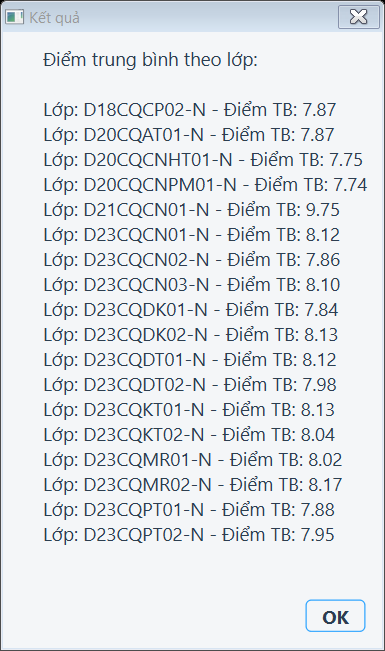 Kết quả
Điểm trung bình theo lớp:
Lớp: D18CQCP02-N - Điểm TB: 7.87
Lớp: D20CQAT01-N - Điểm TB: 7.87
Lớp: D20CQCNHT01-N - Điểm TB: 7.75
Lớp: D20CQCNPM01-N - Điểm TB: 7.74
Lớp: D21CQCN01-N - Điểm TB: 9.75
Lớp: D23CQCN01-N - Điểm TB: 8.12
Lớp: D23CQCN02-N - Điểm TB: 7.86
Lớp: D23CQCN03-N - Điểm TB: 8.10
Lớp: D23CQDK01-N - Điểm TB: 7.84
Lớp: D23CQDK02-N - Điểm TB: 8.13
Lớp: D23CQDT01-N - Điểm TB: 8.12
Lớp: D23CQDT02-N - Điểm TB: 7.98
Lớp: D23CQKT01-N - Điểm TB: 8.13
Lớp: D23CQKT02-N - Điểm TB: 8.04
Lớp: D23CQMR01-N - Điểm TB: 8.02
Lớp: D23CQMR02-N - Điểm TB: 8.17
Lớp: D23CQPT01-N - Điểm TB: 7.88
Lớp: D23CQPT02-N - Điểm TB: 7.95
OK